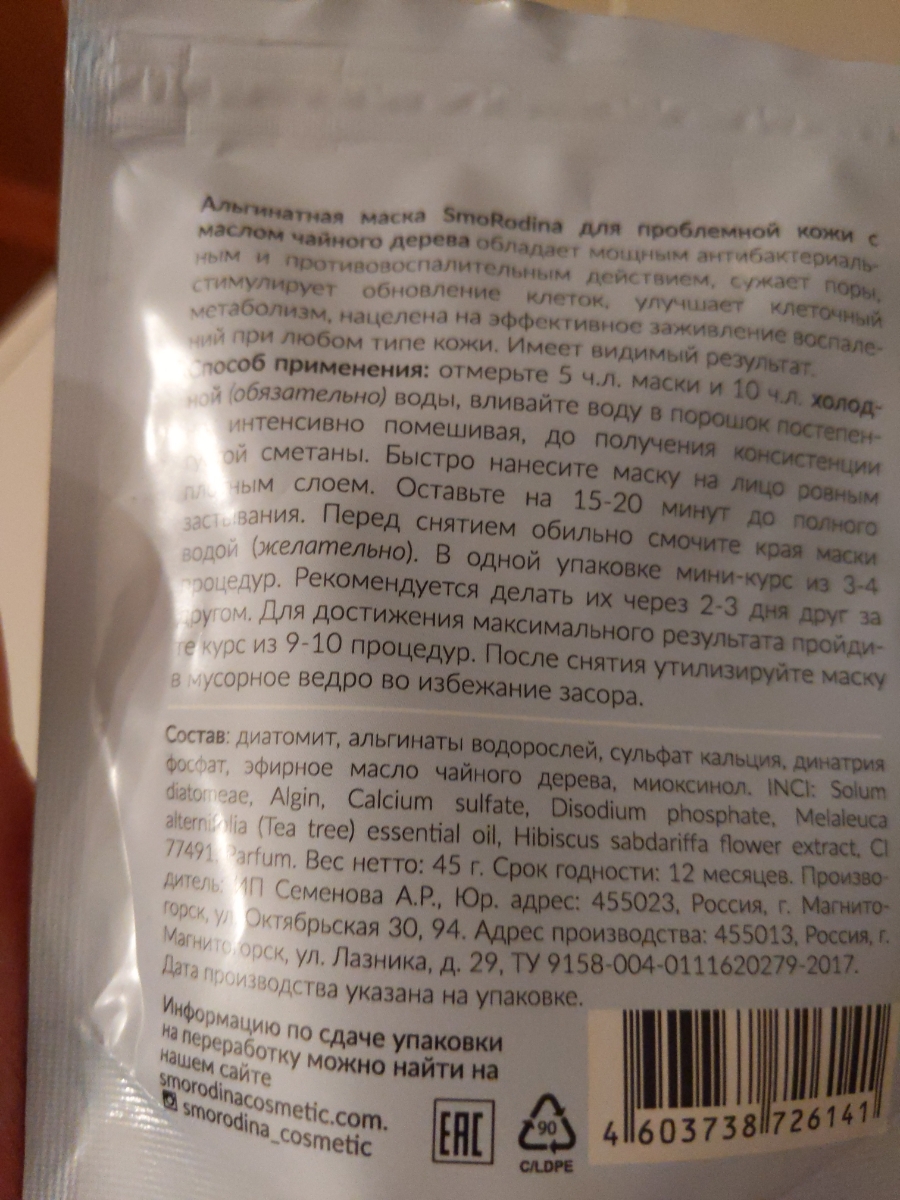 Альгинатная маска SmoRodina для проблемной кожи с
маслом чайного дерева обладает мощным антибактериаль-
ным и противовоспалительным действием, сужает поры,
стимулирует обновление клеток, улучшает клеточный
метаболизм, нацелена на эффективное заживление воспале-
ний при любом типе кожи. Имеет видимый результат.
Способ применения: отмерьте 5 ч.л. маски и 10 ч.л. холод-
ной (обязательно) воды, вливайте воду в порошок постепен-
интенсивно помешивая, до получения консистенции
густой сметаны. Быстро нанесите маску на лицо ровным
плотным слоем. Оставьте на 15-20 минут до полного
застывания. Перед снятием обильно смочите края маски
водой (желательно). В одной упаковке мини-курс из 3-4
процедур. Рекомендуется делать их через 2-3 дня друг за
другом. Для достижения максимального результата пройди-
те курс из 9-10 процедур. После снятия утилизируйте маску
в мусорное ведро во избежание засора.
Состав: диатомит, альгинаты водорослей, сульфат кальция, динатрия
фосфат, эфирное масло чайного дерева, миоксинол. INCI: Solum
diatomeae, Algin, Calcium sulfate, Disodium phosphate, Melaleuca
alternifolia (Tea tree) essential oil, Hibiscus sabdariffa flower extract, CI
77491, Parfum. Вес нетто: 45 г. Срок годности: 12 месяцев. Произво-
дитель: ИП Семенова А.Р., Юр. адрес: 455023, Россия, г. Магнито-
горск, ул. Октябрьская 30, 94. Адрес производства: 455013, Россия, г.
Магнитогорск, ул. Лазника, д. 29, ТУ 9158-004-0111620279-2017.
Дата производства указана на упаковке.
Информацию по сдаче упаковки
на переработку можно найти на
нашем сайте
smorodinacosmetic.com.
smorodina_cosmetic
EAC
90
C/LDPE
4 603738 726141